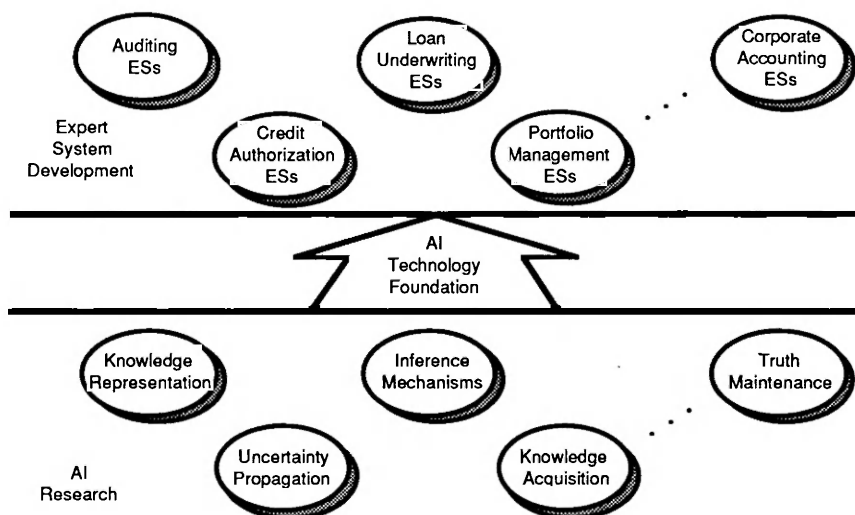 Auditing
ESs
Loan
Underwriting
ESs
Corporate
Accounting
ESs
Expert
System
Development
Credit
Authorization
ESs
Portfolio
Management
ESs
AI
Technology
Foundation
Knowledge
Representation
Inference
Mechanisms
Truth
Maintenance
AI
Research
Uncertainty
Propagation
Knowledge
Acquisition